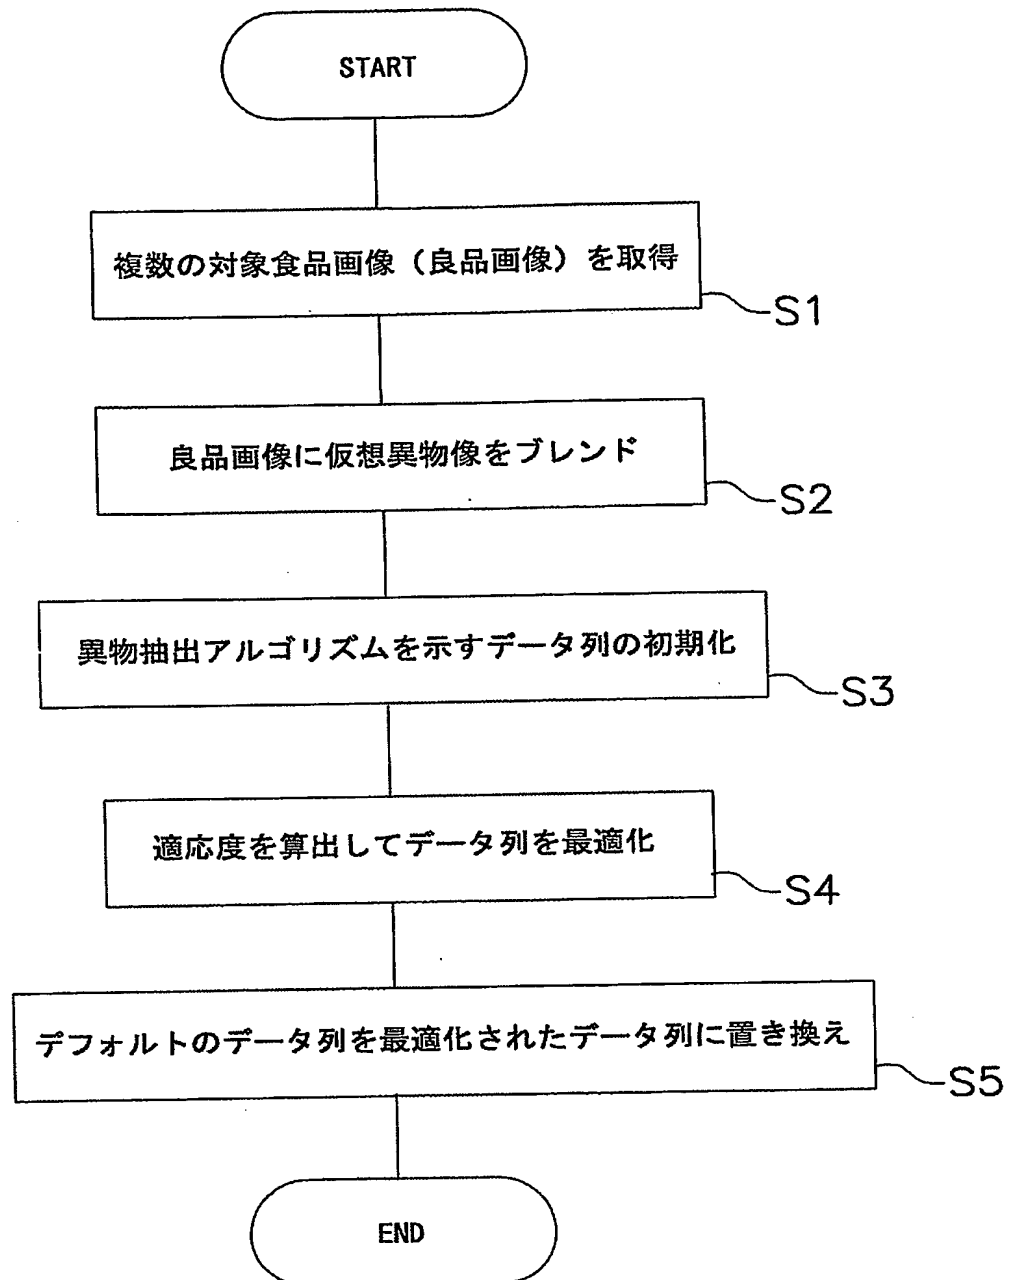 START
複数の対象食品画像（良品画像）を取得
S1
良品画像に仮想異物像をブレンド
S2
異物抽出アルゴリズムを示すデータ列の初期化
S3
適応度を算出してデータ列を最適化
S4
デフォルトのデータ列を最適化されたデータ列に置き換え
S5
END